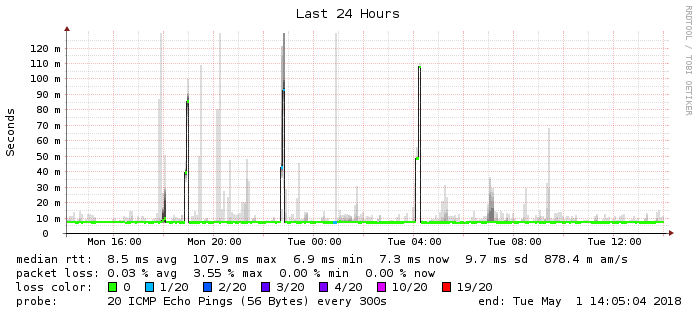 Last 24 Hours
RRDTOOL / TOBI OETIKER
Seconds
120 m
110 m
100 m
90 m
80 m
70 m
60 m
50 m
40 m
30 m
20 m
10 m
0
Mon 16:00 Mon 20:00 Tue 00:00 Tue 04:00 Tue 08:00 Tue 12:00
median rtt: 8.5 ms avg 107.9 ms max 6.9 ms min 7.3 ms now 9.7 ms sd 878.4 m am/s
packet loss: 0.03 % avg 3.55 % max 0.00 % min 0.00 % now
loss color: 0 1/20 2/20 3/20 4/20 10/20 19/20
probe: 20 ICMP Echo Pings (56 Bytes) every 300s end: Tue May 1 14:05:04 2018